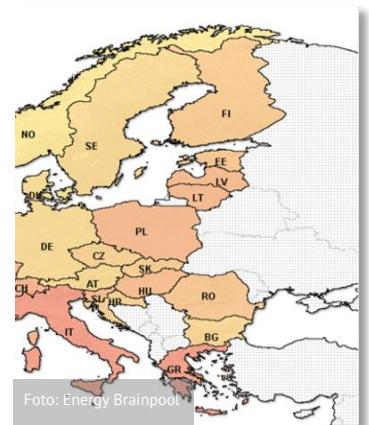 NO
SE
FI
EE
LV
LT
DK
PL
DE
CZ
SK
AT
CH
HU
SI
HR
RO
IT
BG
GR
Foto: Energy Brainpool